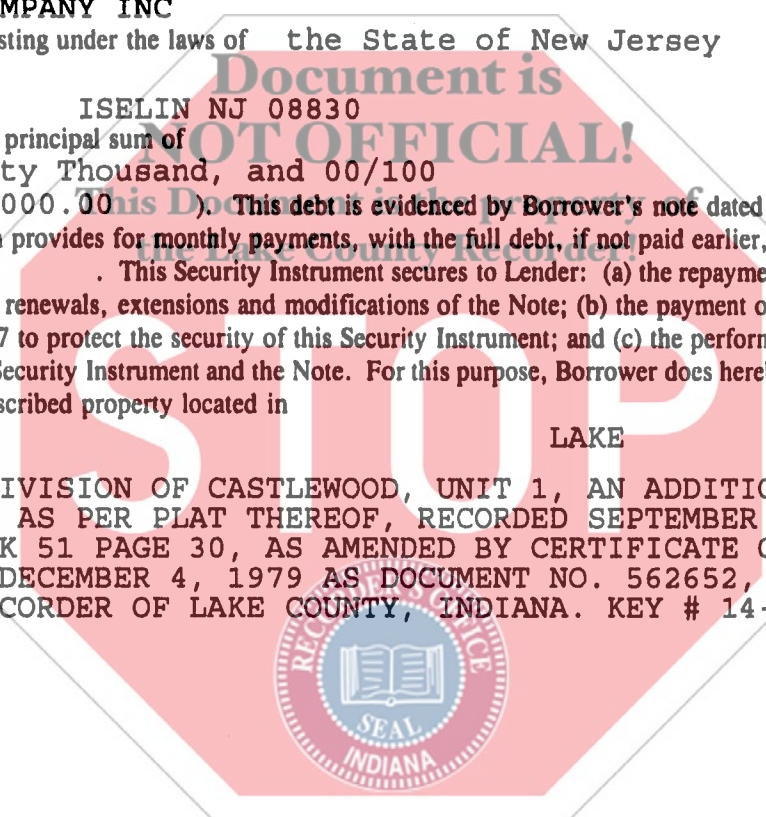 MPANY INC
sting under the laws of the State of New Jersey
Document is
ISELIN NJ 08830
NOT OFFICIAL!
principal sum of
ty Thousand, and 00/100
This Document is the property of
000.00 ). This debt is evidenced by Borrower's note dated
provides for monthly payments, with the full debt, if not paid earlier,
the Lake County Recorder!
. This Security Instrument secures to Lender: (a) the repayme
renewals, extensions and modifications of the Note; (b) the payment o
7 to protect the security of this Security Instrument; and (c) the perform
Security Instrument and the Note. For this purpose, Borrower does here
scribed property located in
STOP
LAKE
IVISION OF CASTLEWOOD, UNIT 1, AN ADDITIO
AS PER PLAT THEREOF, RECORDED SEPTEMBER
K 51 PAGE 30, AS AMENDED BY CERTIFICATE O
DECEMBER 4, 1979 AS DOCUMENT NO. 562652,
CORDER OF LAKE COUNTY, INDIANA. KEY # 14-
RECORDER'S OFFICE
SEAL
INDIANA